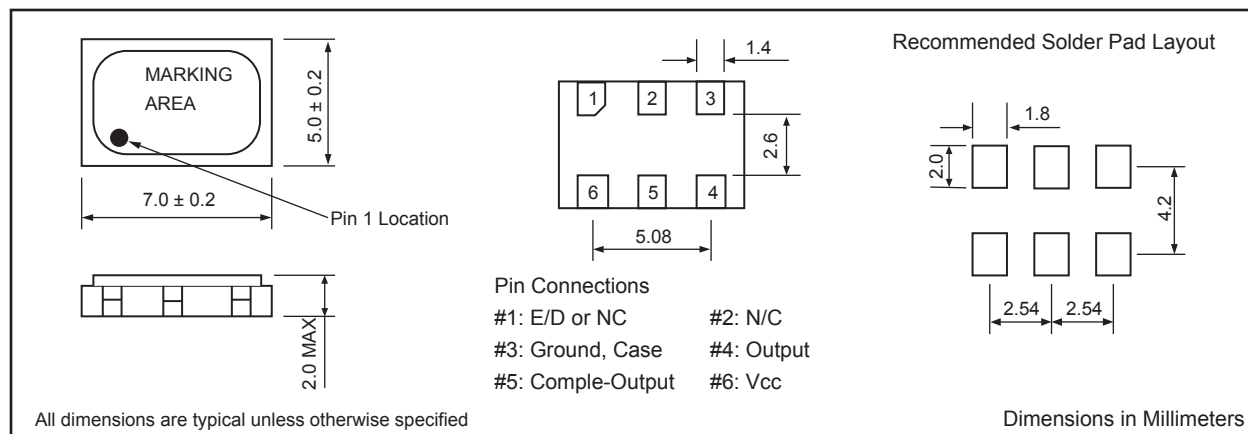 MARKING
AREA
5.0 ± 0.2
7.0 ± 0.2
Pin 1 Location
2.0 MAX
All dimensions are typical unless otherwise specified
1.4
1 2 3
2.6
6 5 4
5.08
Pin Connections
#1: E/D or NC #2: N/C
#3: Ground, Case #4: Output
#5: Comple-Output #6: Vcc
Recommended Solder Pad Layout
1.8
2.0
4.2
2.54 2.54
Dimensions in Millimeters